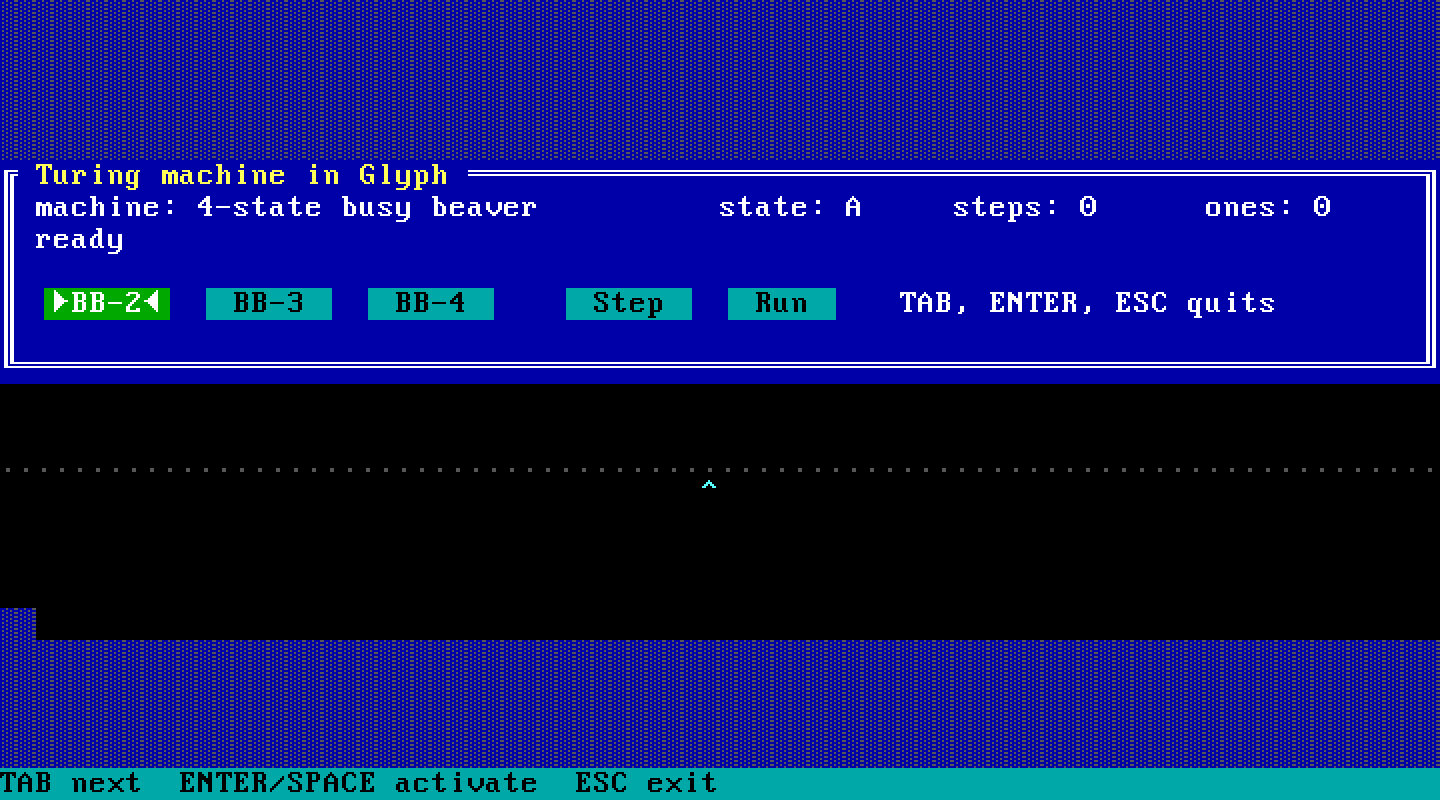 Turing machine in Glyph
machine: 4-state busy beaver state: A steps: 0 ones: 0
ready
►BB-2◄ BB-3 BB-4 Step Run TAB, ENTER, ESC quits
................................................................................
^
TAB next ENTER/SPACE activate ESC exit